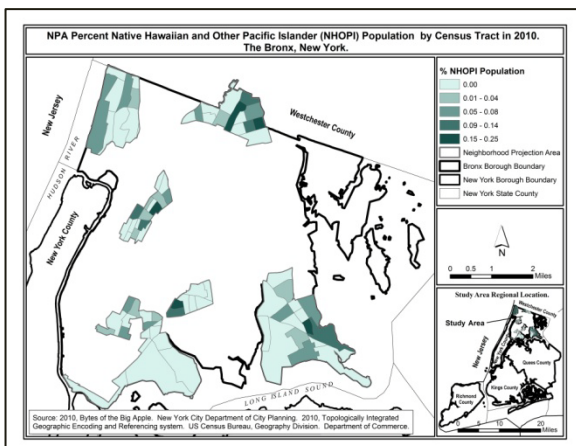 NPA Percent Native Hawaiian and Other Pacific Islander (NHOPI) Population by Census Tract in 2010.
The Bronx, New York.
% NHOPI Population
0.00
0.01 - 0.04
0.05 - 0.08
0.09 - 0.14
0.15 - 0.25
Neighborhood Projection Area
Bronx Borough Boundary
New York Borough Boundary
New York State County
New Jersey
HUDSON RIVER
Westchester County
New York County
LONG ISLAND SOUND
N
0 0.5 1 2
Miles
Study Area Regional Location.
Westchester County
Study Area
New Jersey
New York County
Queens County
Kings County
Richmond County
0 10 20
Miles
Source: 2010, Bytes of the Big Apple. New York City Department of City Planning. 2010, Topologically Integrated
Geographic Encoding and Referencing system. US Census Bureau, Geography Division. Department of Commerce.